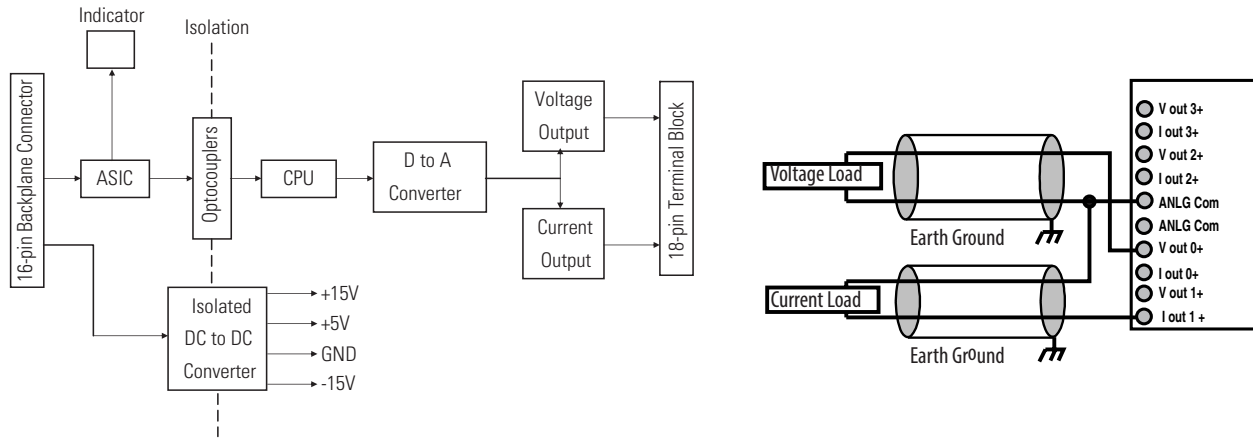 Indicator
Isolation
16-pin Backplane Connector
ASIC
Optocouplers
CPU
D to A
Converter
Voltage
Output
Current
Output
18-pin Terminal Block
Isolated
DC to DC
Converter
+15V
+5V
GND
-15V
Voltage Load
Earth Ground
Current Load
Earth Ground
V out 3+
I out 3+
V out 2+
I out 2+
ANLG Com
ANLG Com
V out 0+
I out 0+
V out 1+
I out 1 +